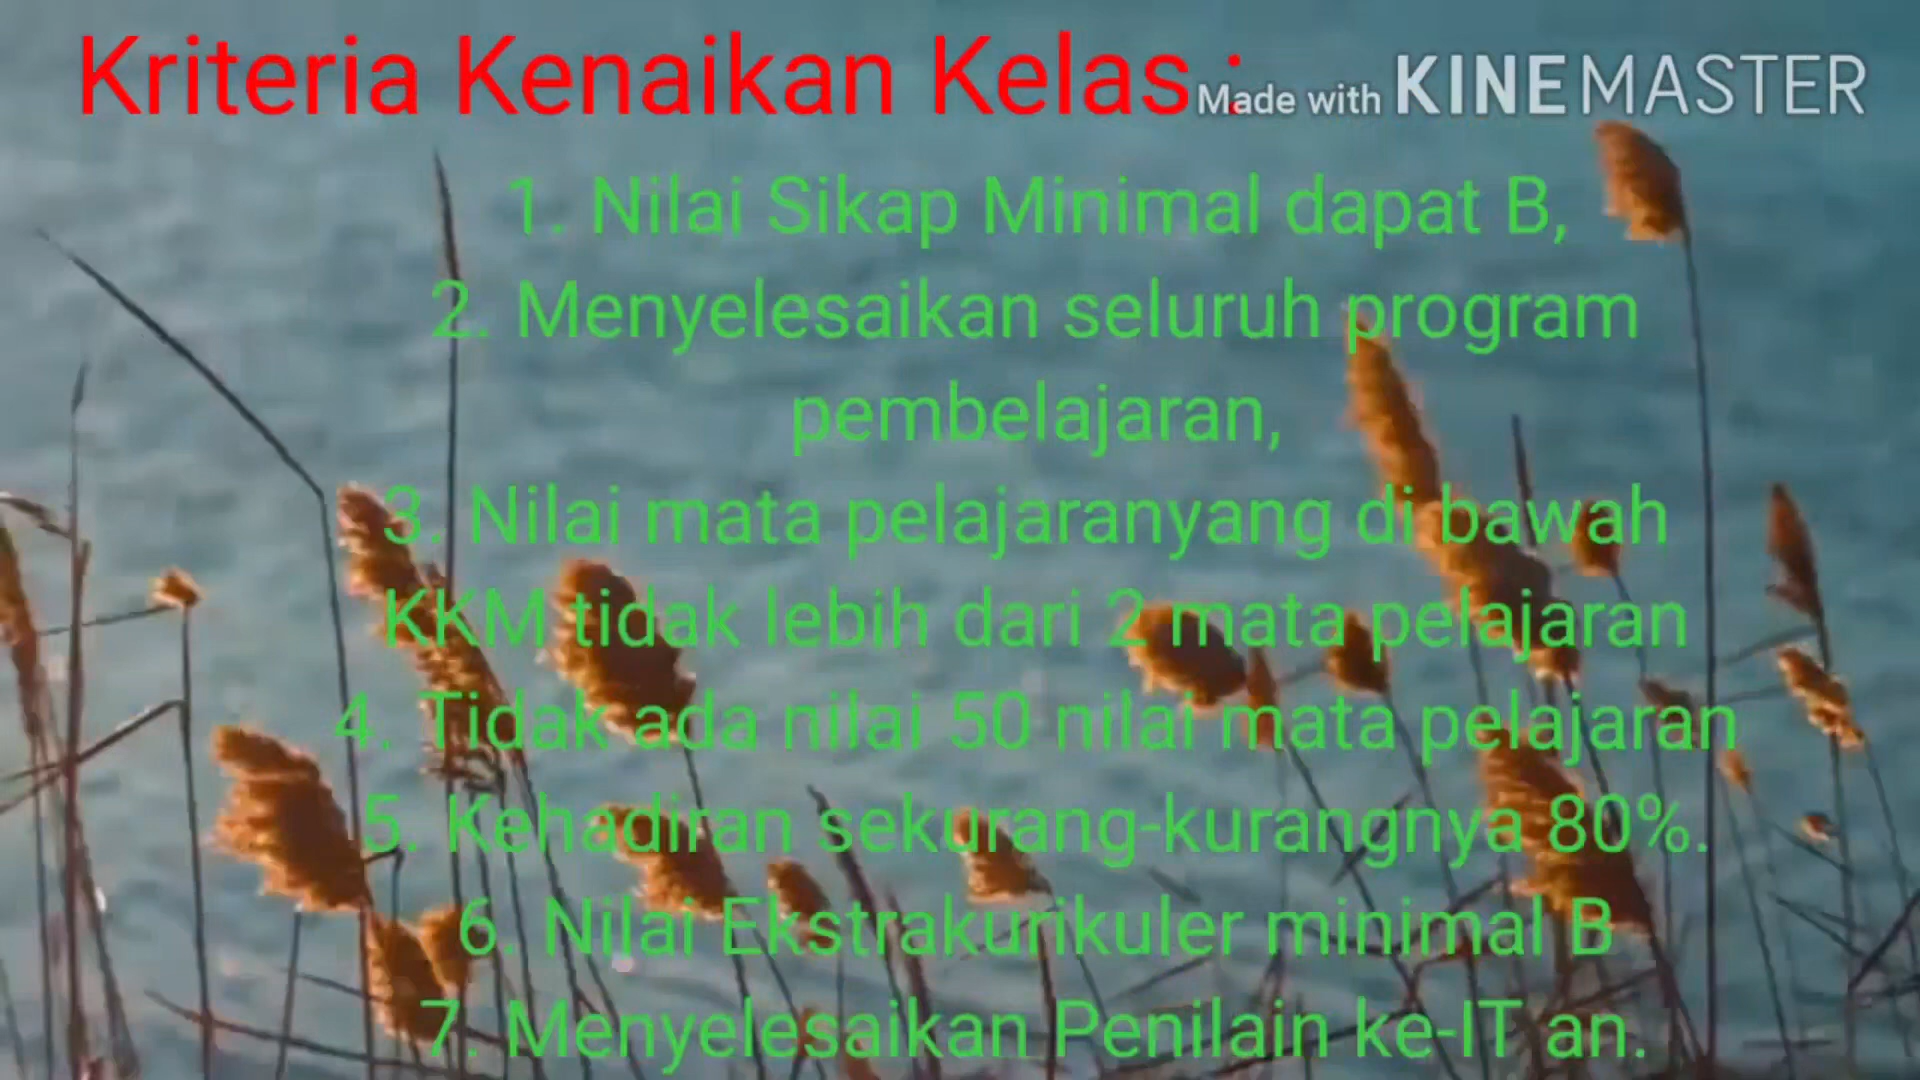 Kriteria Kenaikan Kelas :
Made with KINEMASTER
1. Nilai Sikap Minimal dapat B,
2. Menyelesaikan seluruh program
pembelajaran,
3. Nilai mata pelajaranyang di bawah
KKM tidak lebih dari 2 mata pelajaran
4. Tidak ada nilai 50 nilai mata pelajaran
5. Kehadiran sekurang-kurangnya 80%.
6. Nilai Ekstrakurikuler minimal B
7. Menyelesaikan Penilain ke-IT an.